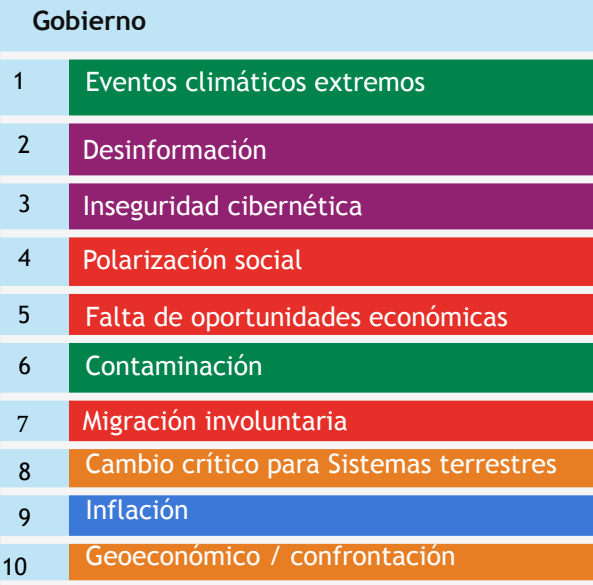 Gobierno
1 Eventos climáticos extremos
2 Desinformación
3 Inseguridad cibernética
4 Polarización social
5 Falta de oportunidades económicas
6 Contaminación
7 Migración involuntaria
8 Cambio crítico para Sistemas terrestres
9 Inflación
10 Geoeconómico / confrontación